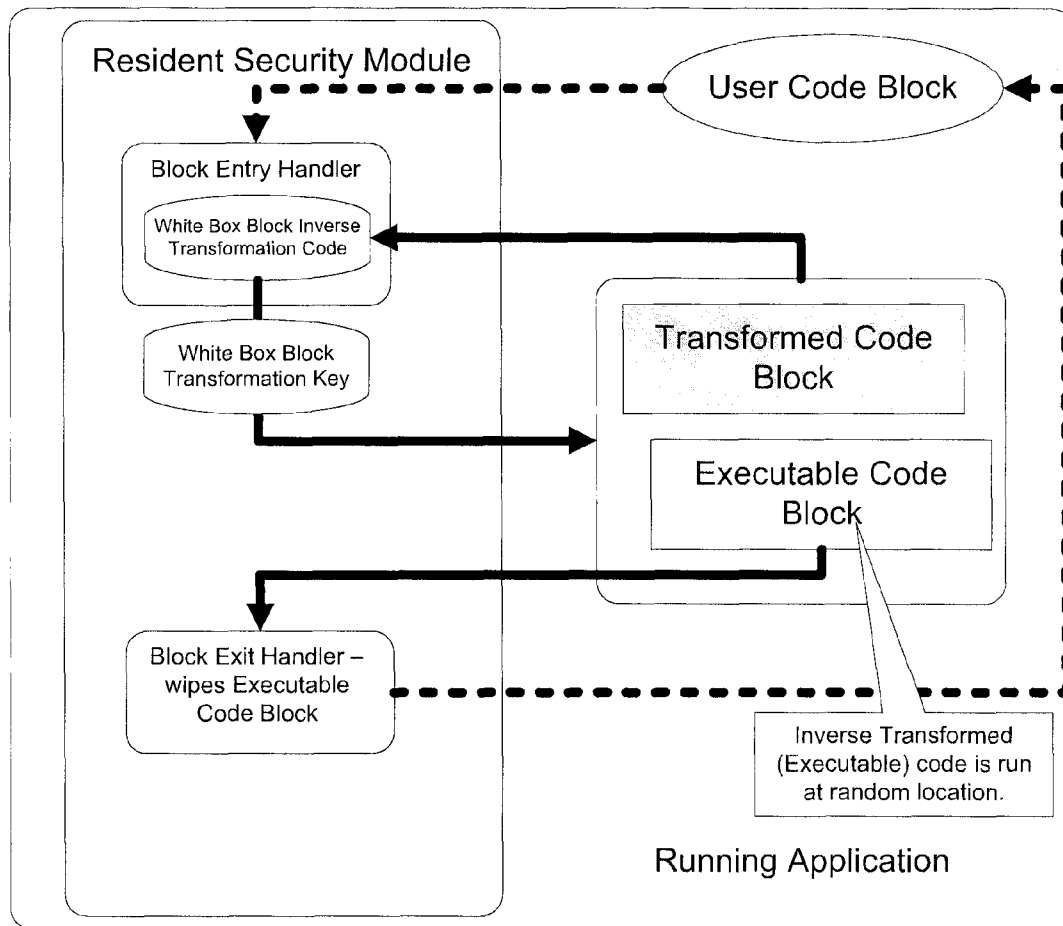 Resident Security Module
User Code Block
Block Entry Handler
White Box Block Inverse
Transformation Code
White Box Block
Transformation Key
Transformed Code
Block
Executable Code
Block
Block Exit Handler –
wipes Executable
Code Block
Inverse Transformed
(Executable) code is run
at random location.
Running Application